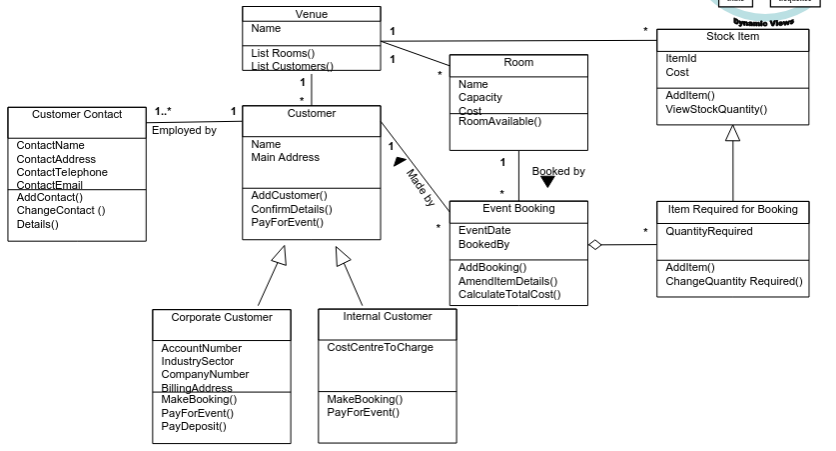 Dynamic Views
Venue
Name
List Rooms()
List Customers()
1
*
1
*
Stock Item
ItemId
Cost
AddItem()
ViewStockQuantity()
Room
Name
Capacity
Cost
RoomAvailable()
1
*
Customer Contact
ContactName
ContactAddress
ContactTelephone
ContactEmail
AddContact()
ChangeContact ()
Details()
1..*
1
Employed by
Customer
Name
Main Address
AddCustomer()
ConfirmDetails()
PayForEvent()
1
Made by
*
1
Booked by
*
Event Booking
EventDate
BookedBy
AddBooking()
AmendItemDetails()
CalculateTotalCost()
*
Item Required for Booking
QuantityRequired
AddItem()
ChangeQuantity Required()
Corporate Customer
AccountNumber
IndustrySector
CompanyNumber
BillingAddress
MakeBooking()
PayForEvent()
PayDeposit()
Internal Customer
CostCentreToCharge
MakeBooking()
PayForEvent()